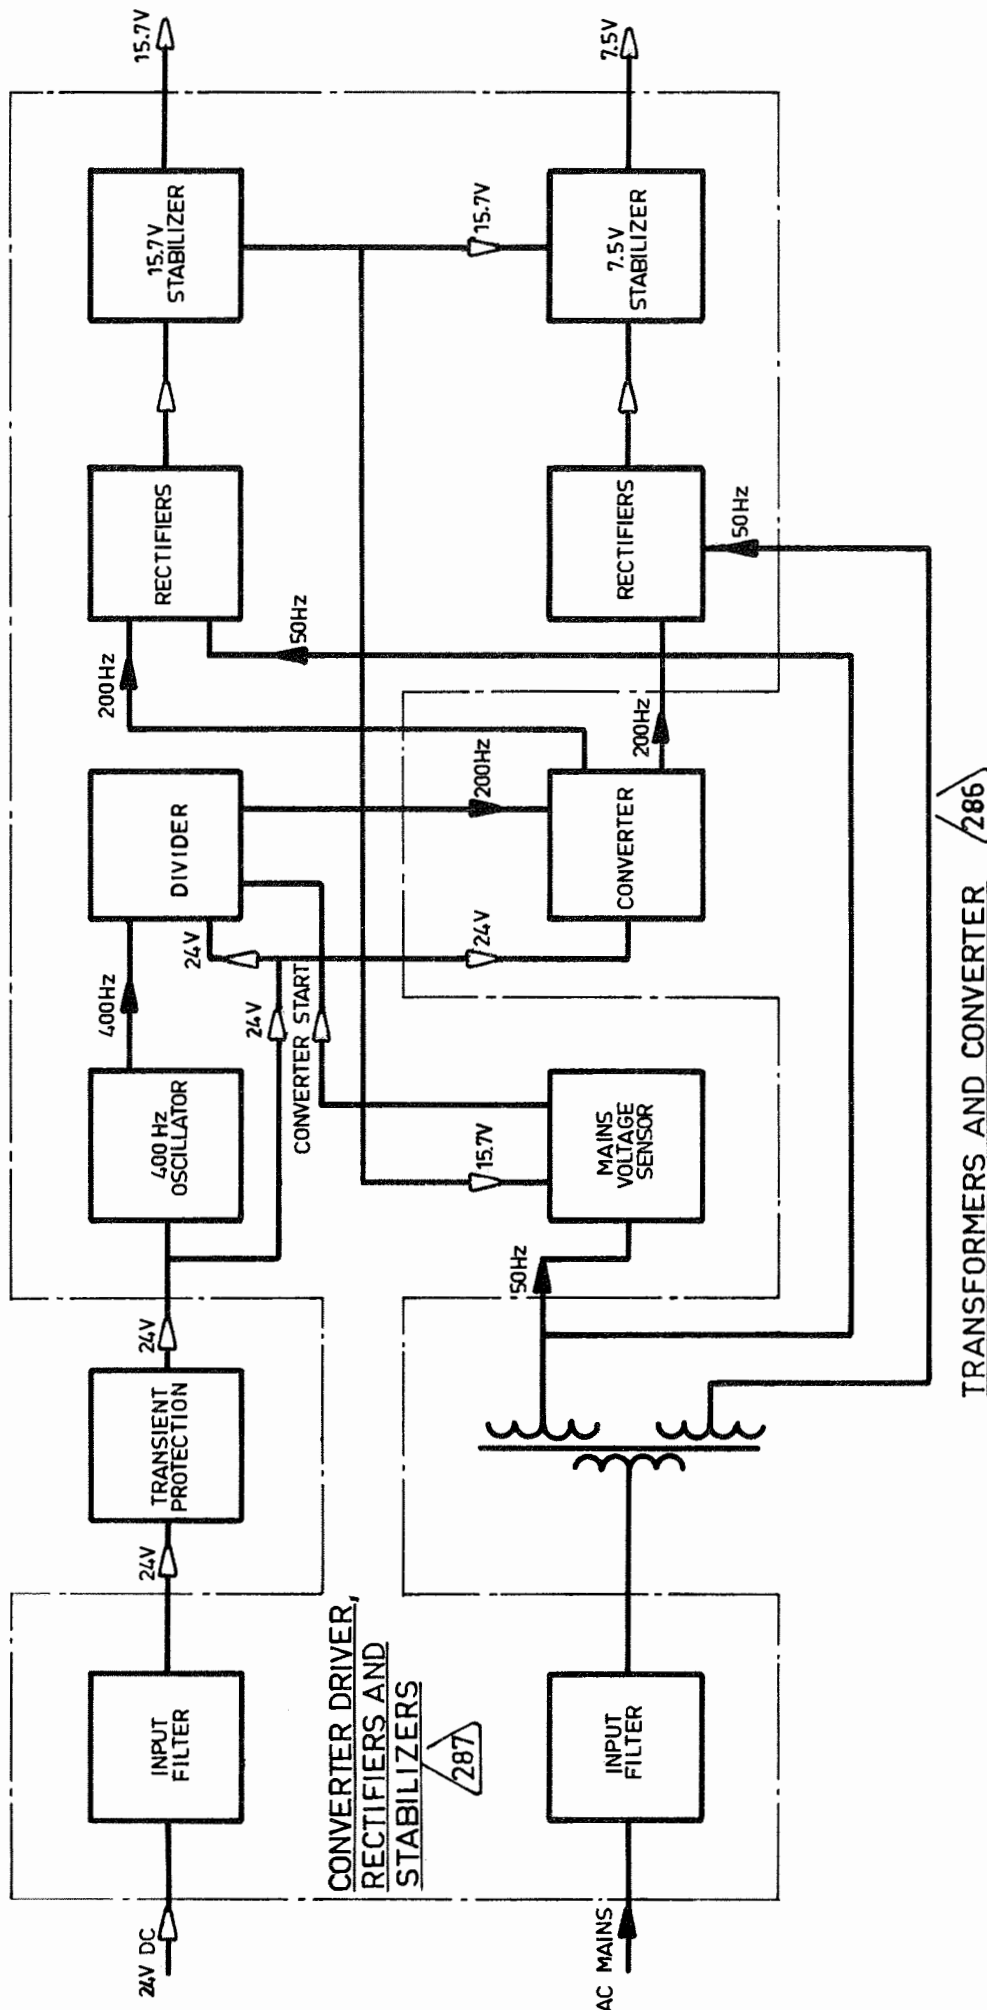 24V DC
INPUT
FILTER
24V
TRANSIENT
PROTECTION
24V
400 Hz
OSCILLATOR
400Hz
24V
DIVIDER
200Hz
RECTIFIERS
15.7V
STABILIZER
15.7V
24V
CONVERTER START
200Hz
50Hz
15.7V
CONVERTER DRIVER,
RECTIFIERS AND
STABILIZERS
287
15.7V
24V
AC MAINS
INPUT
FILTER
50Hz
MAINS
VOLTAGE
SENSOR
CONVERTER
200Hz
RECTIFIERS
7.5V
STABILIZER
7.5V
50Hz
TRANSFORMERS AND CONVERTER
286